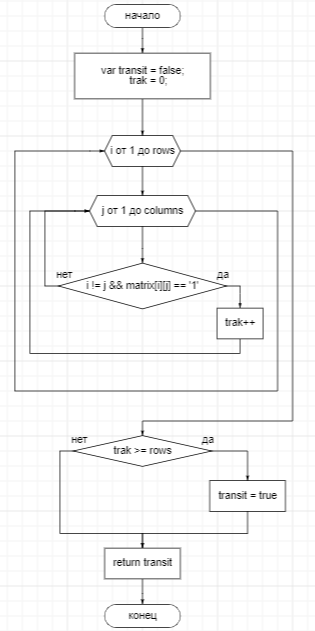 начало
var transit = false;
trak = 0;
i от 1 до rows
j от 1 до columns
нет
да
i != j && matrix[i][j] == '1'
trak++
нет
да
trak >= rows
transit = true
return transit
конец